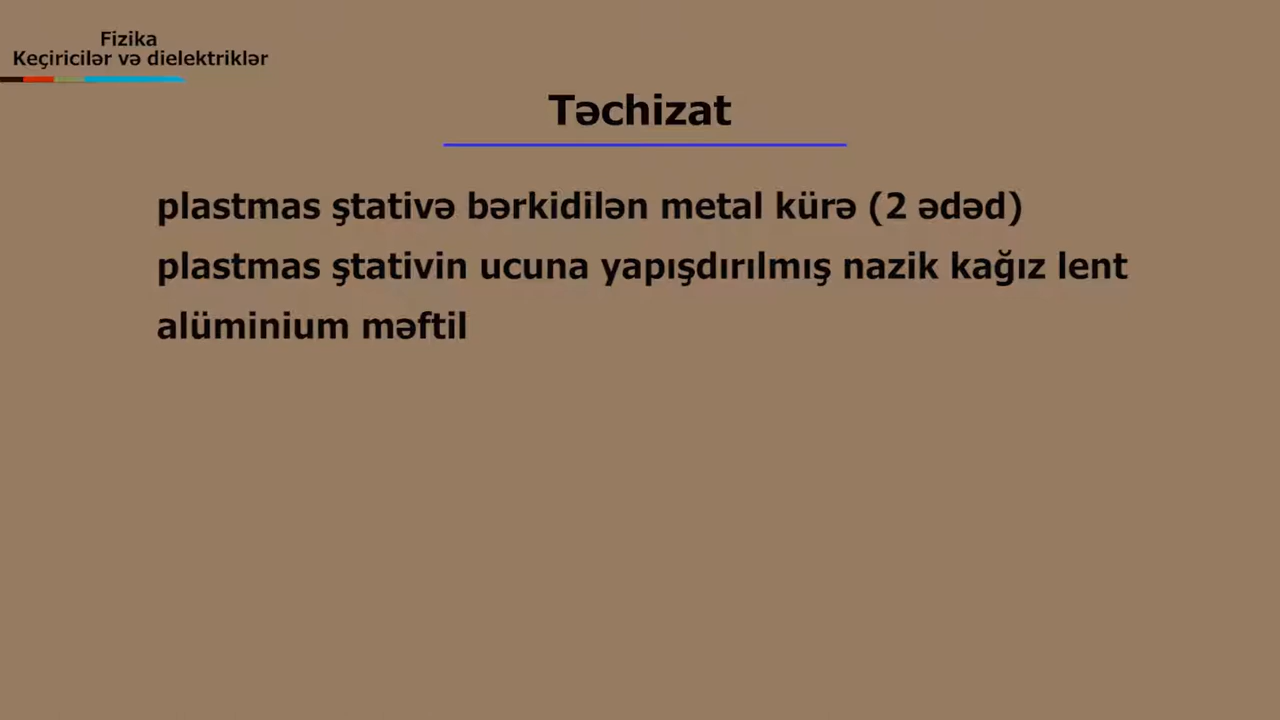 Fizika
Keçiricilər və dielektriklər
Təchizat
plastmas ştativə bərkidilən metal kürə (2 ədəd)
plastmas ştativin ucuna yapışdırılmış nazik kağız lent
alüminium məftil